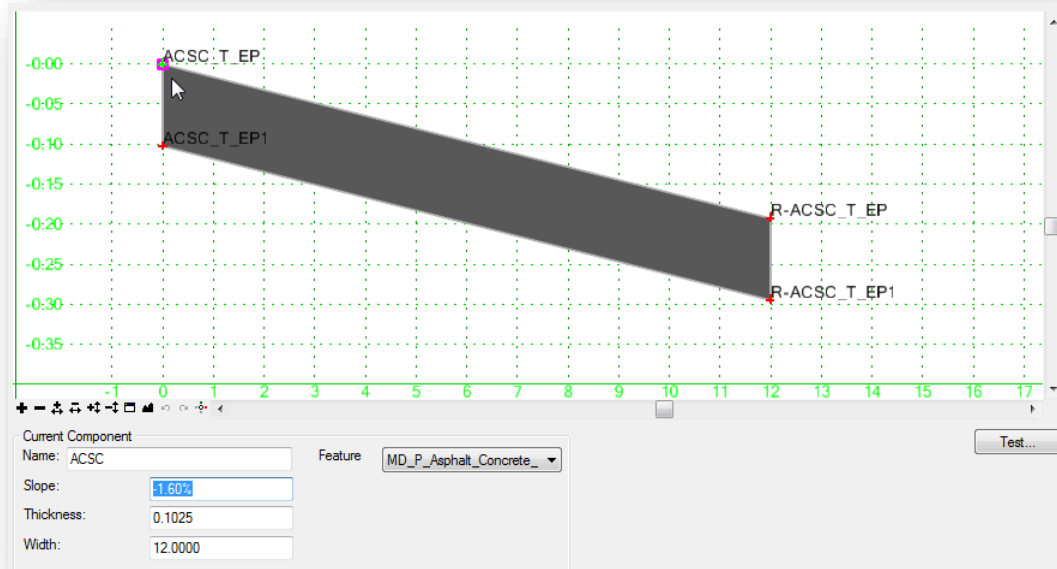 ACSC_T_EP
-0:00
-0:05
ACSC_T_EP1
-0:10
-0:15
-0:20
R-ACSC_T_EP
-0:25
-0:30
R-ACSC_T_EP1
-0:35
-1 0 1 2 3 4 5 6 7 8 9 10 11 12 13 14 15 16 17
Current Component
Name: ACSC Feature MD_P_Asphalt_Concrete_ Test...
Slope: -1.60%
Thickness: 0.1025
Width: 12.0000